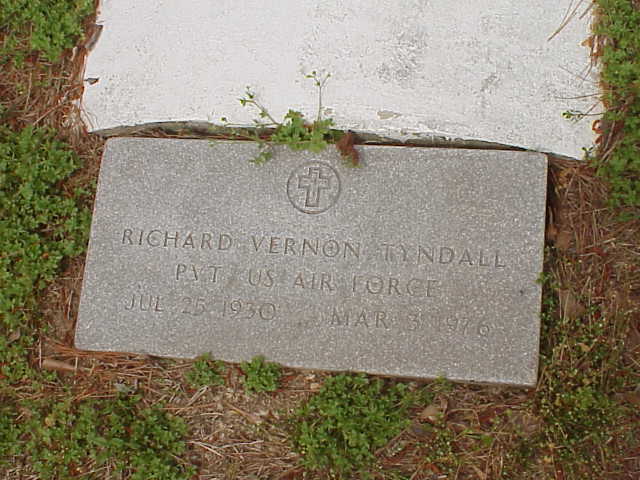 RICHARD VERNON TYNDALL
PVT US AIR FORCE
JUL 25 1930 MAR 3 1976